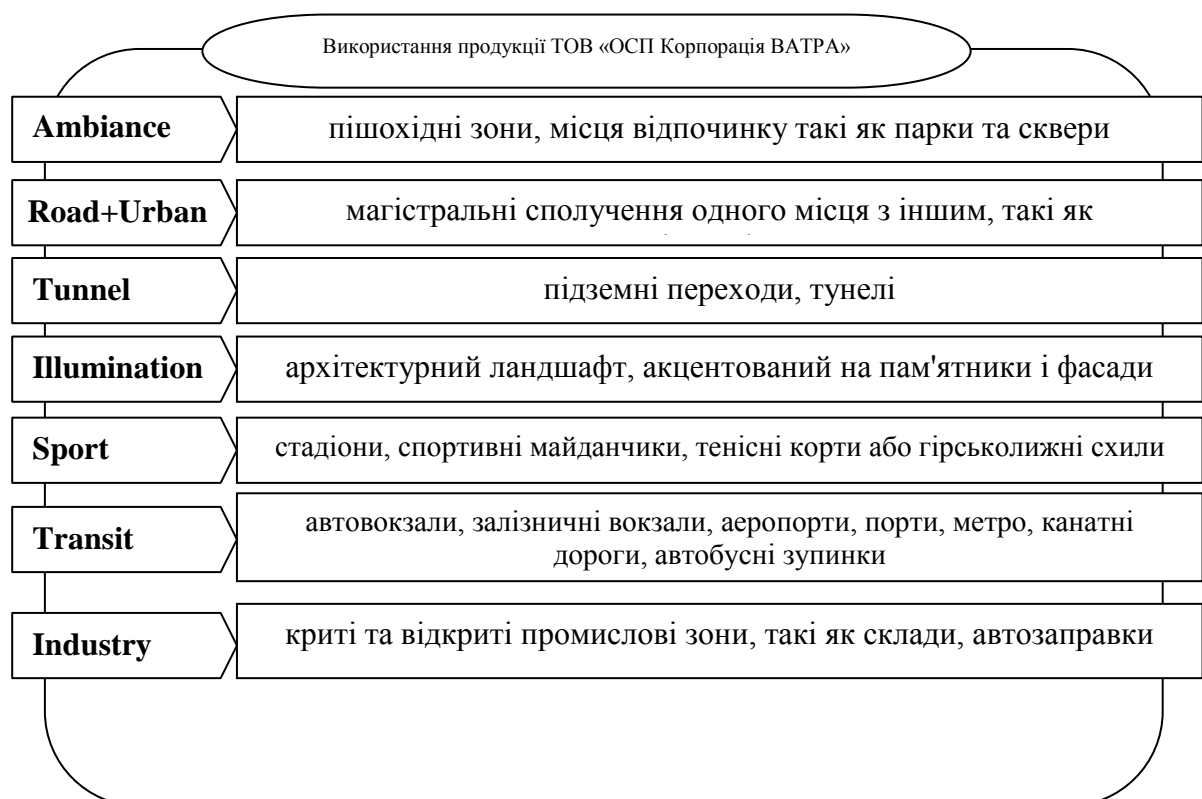 Використання продукції ТОВ «ОСП Корпорація ВАТРА»
Ambiance
пішохідні зони, місця відпочинку такі як парки та сквери
Road+Urban
магістральні сполучення одного місця з іншим, такі як
Tunnel
підземні переходи, тунелі
Illumination
архітектурний ландшафт, акцентований на пам'ятники і фасади
Sport
стадіони, спортивні майданчики, тенісні корти або гірськолижні схили
Transit
автовокзали, залізничні вокзали, аеропорти, порти, метро, канатні
дороги, автобусні зупинки
Industry
криті та відкриті промислові зони, такі як склади, автозаправки